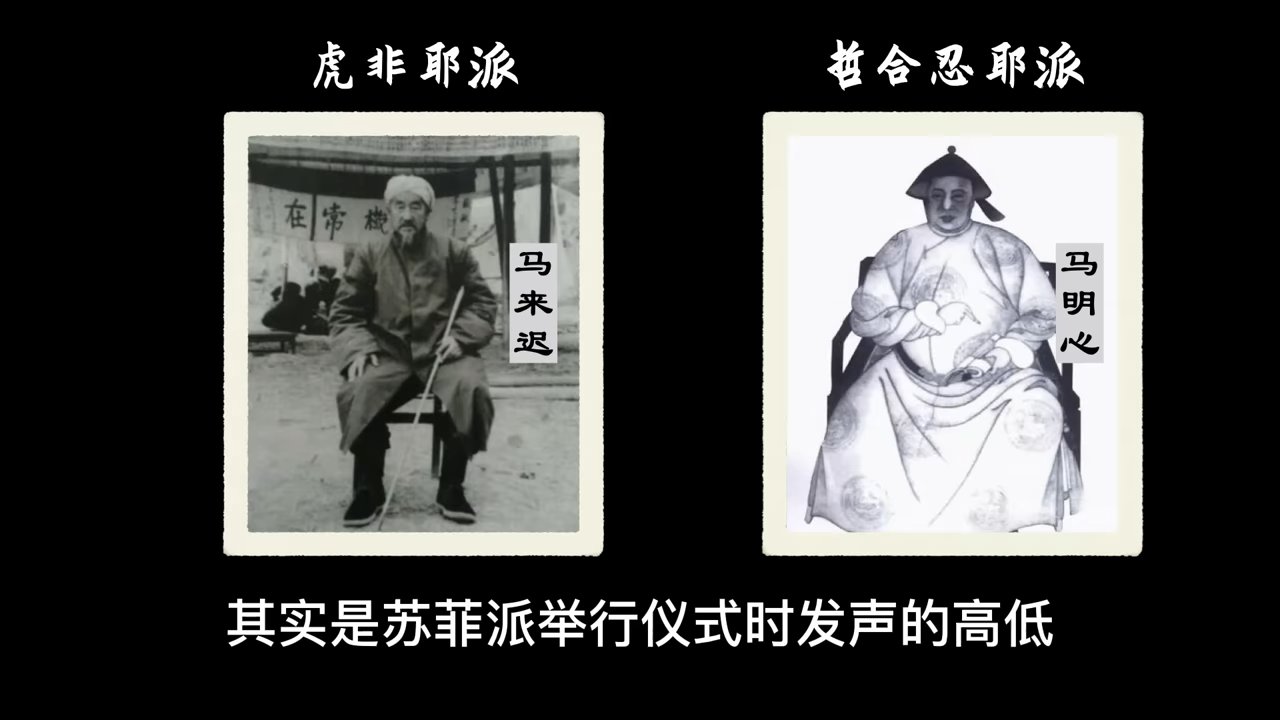 虎非耶派
哲合忍耶派
在常機
马来迟
马明心
其实是苏菲派举行仪式时发声的高低